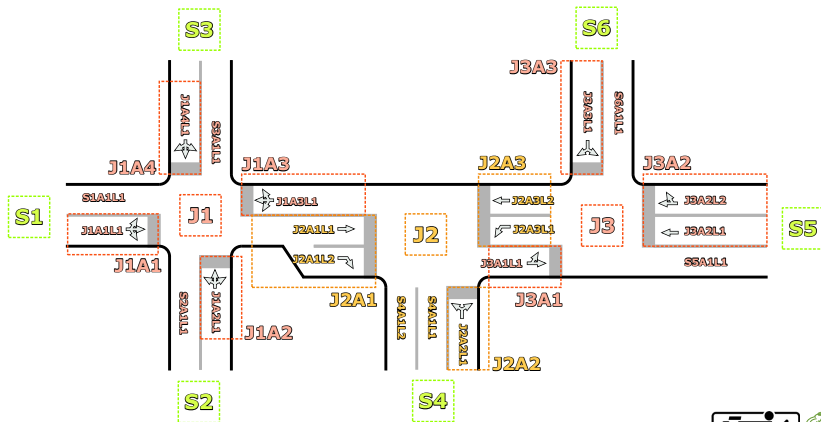 S3
S6
J3A3
J1A4L1
S3A1L1
J3A3L1
S6A1L1
J1A4
J1A3
J2A3
J3A2
S1A1L1
J1A3L1
J2A3L2
J3A2L2
S1
J1
J1A1L1
J2A1L1
J2
J2A3L1
J3
J3A2L1
S5
J1A1
J2A1L2
J3A1L1
S5A1L1
J2A1
J3A1
S2A1L1
J1A2L1
J1A2
S4A1L2
S4A1L1
J2A2L1
J2A2
S2
S4